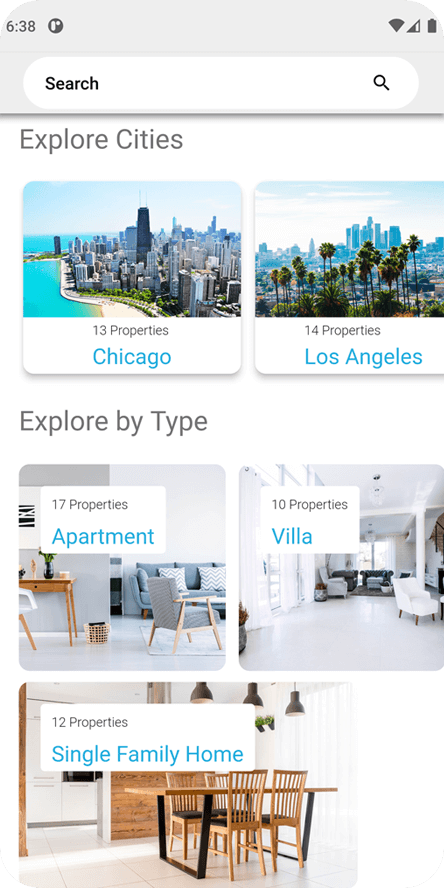 6:38
Search
Explore Cities
13 Properties
Chicago
14 Properties
Los Angeles
Explore by Type
17 Properties
Apartment
10 Properties
Villa
12 Properties
Single Family Home